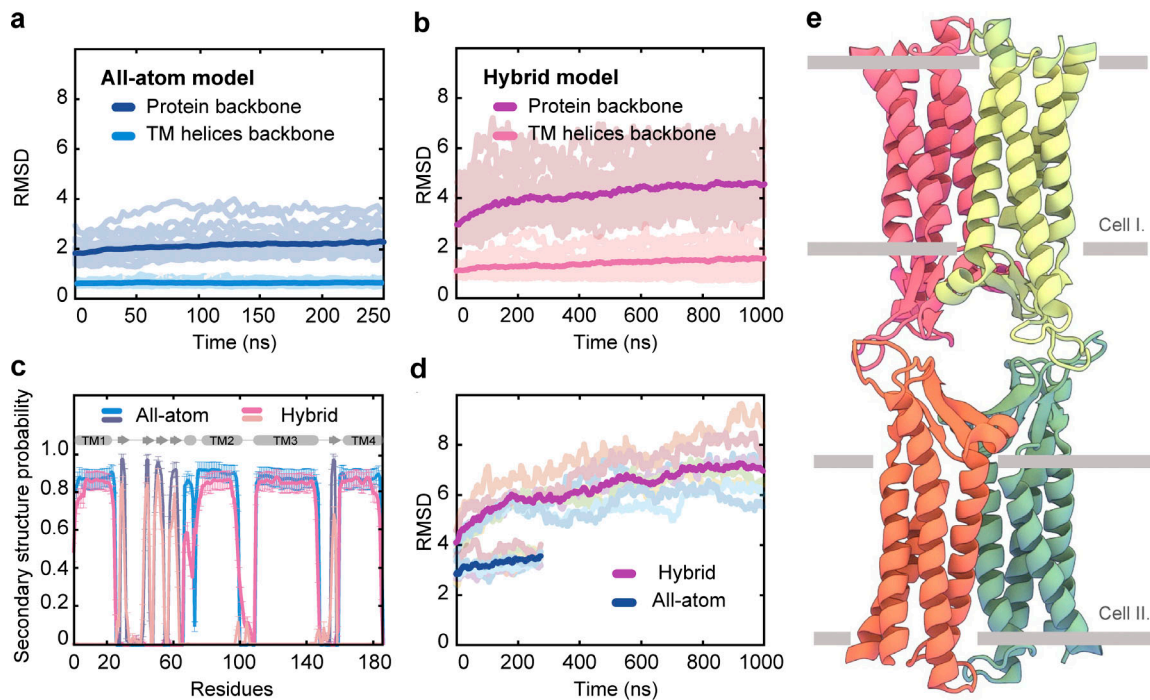 a
All-atom model
Protein backbone
TM helices backbone
RMSD
8
6
4
2
0
0 50 100 150 200 250
Time (ns)
b
Hybrid model
Protein backbone
TM helices backbone
RMSD
8
6
4
2
0
0 200 400 600 800 1000
Time (ns)
c
All-atom Hybrid
TM1 TM2 TM3 TM4
Secondary structure probability
1.0
0.8
0.6
0.4
0.2
0
0 20 60 100 140 180
Residues
d
RMSD
8
6
4
2
0
Hybrid
All-atom
0 200 400 600 800 1000
Time (ns)
e
Cell I.
Cell II.